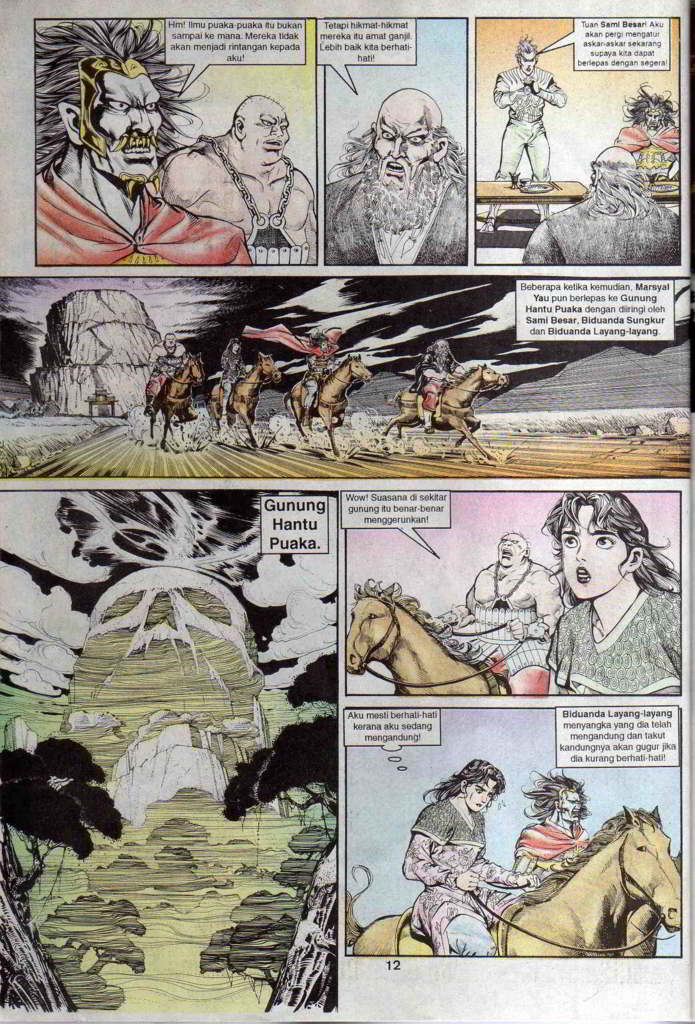 Hm! Ilmu puaka-puaka itu bukan
sampai ke mana. Mereka tidak
akan menjadi rintangan kepada
aku!
Tetapi hikmat-hikmat
mereka itu amat ganjil.
Lebih baik kita berhati-
hati!
Tuan Sami Besar! Aku
akan pergi mengatur
askar-askar sekarang
supaya kita dapat
berlepas dengan segera!
Beberapa ketika kemudian, Marsyal
Yau pun berlepas ke Gunung
Hantu Puaka dengan diiringi oleh
Sami Besar, Biduanda Sungkur
dan Biduanda Layang-layang.
Gunung
Hantu
Puaka.
Wow! Suasana di sekitar
gunung itu benar-benar
menggerunkan!
Aku mesti berhati-hati
kerana aku sedang
mengandung!
Biduanda Layang-layang
menyangka yang dia telah
mengandung dan takut
kandungnya akan gugur jika
dia kurang berhati-hati!
12